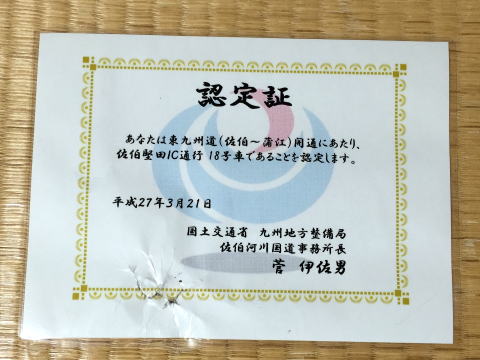 認定証
あなたは東九州道(佐伯～蒲江)開通にあたり、
佐伯堅田IC通行 18号車であることを認定します。
平成27年3月21日
国土交通省 九州地方整備局
佐伯河川国道事務所長
菅 伊佐男